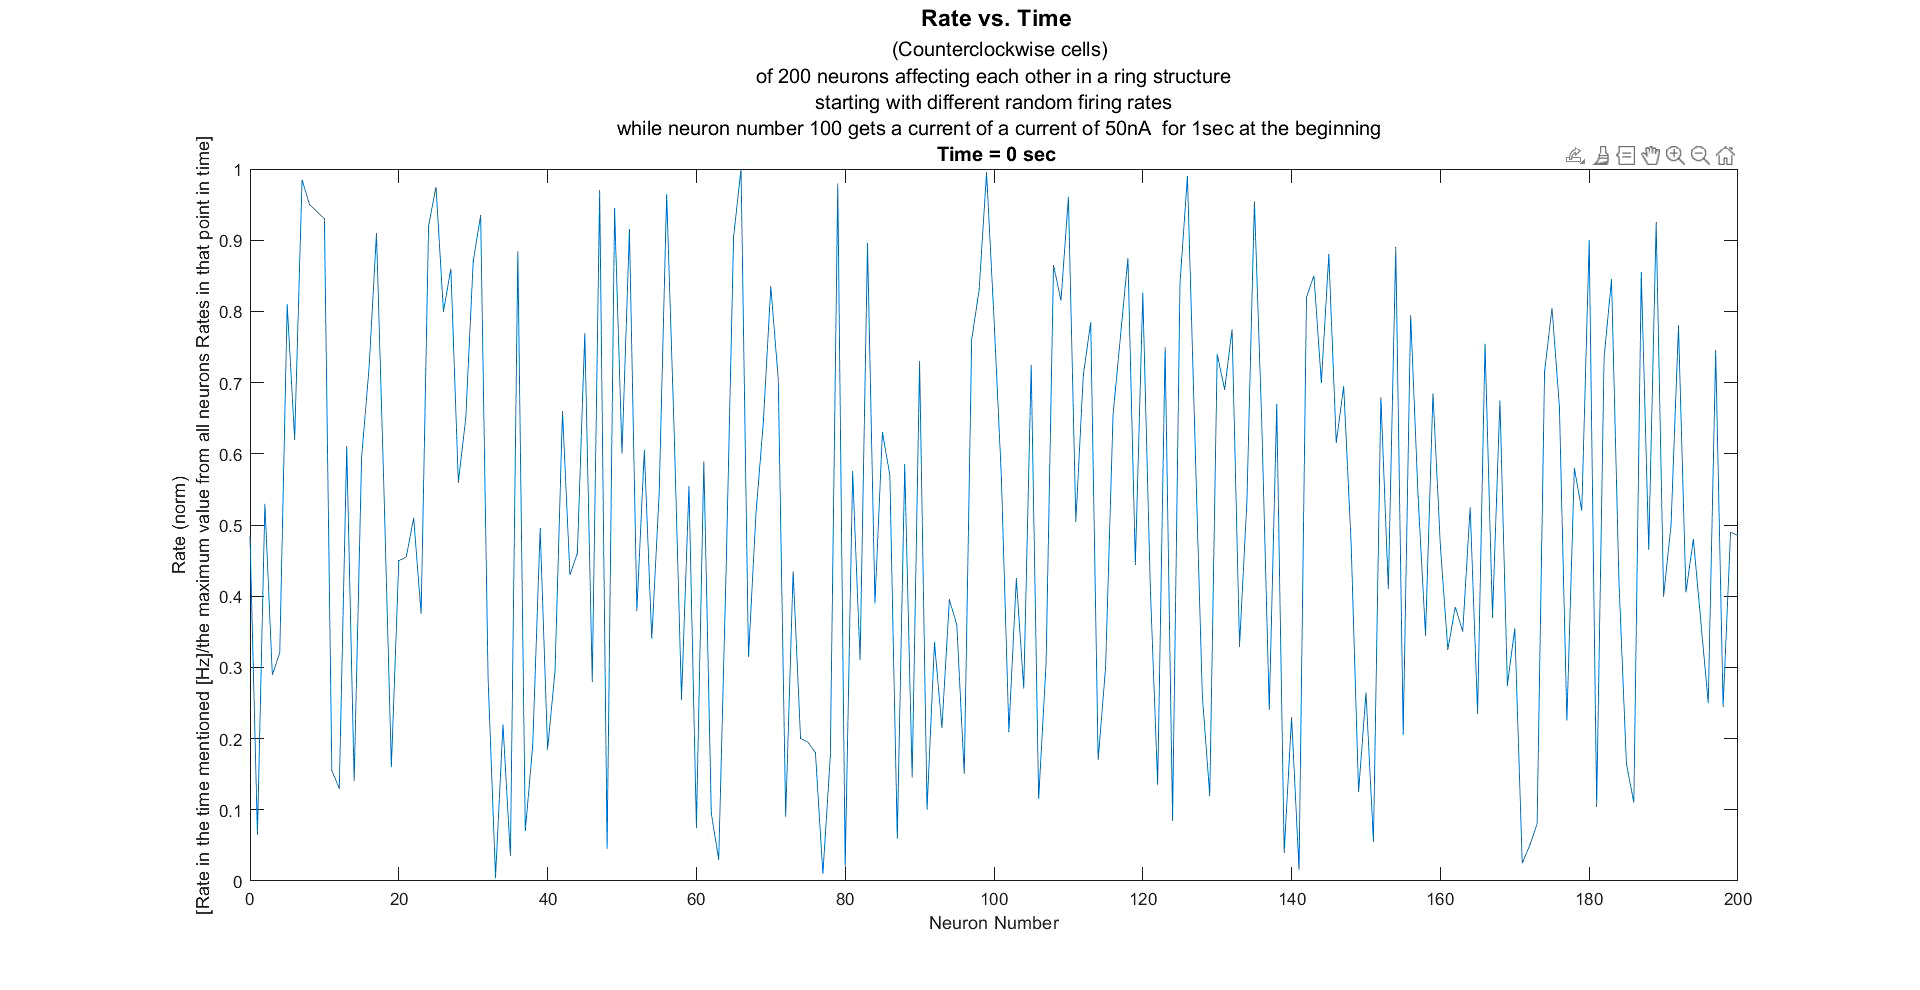 Rate vs. Time
(Counterclockwise cells)
of 200 neurons affecting each other in a ring structure
starting with different random firing rates
while neuron number 100 gets a current of a current of 50nA  for 1sec at the beginning
Time = 0 sec
Rate (norm)
[Rate in the time mentioned [Hz]/the maximum value from all neurons Rates in that point in time]
1
0.9
0.8
0.7
0.6
0.5
0.4
0.3
0.2
0.1
0
0 20 40 60 80 100 120 140 160 180 200
Neuron Number